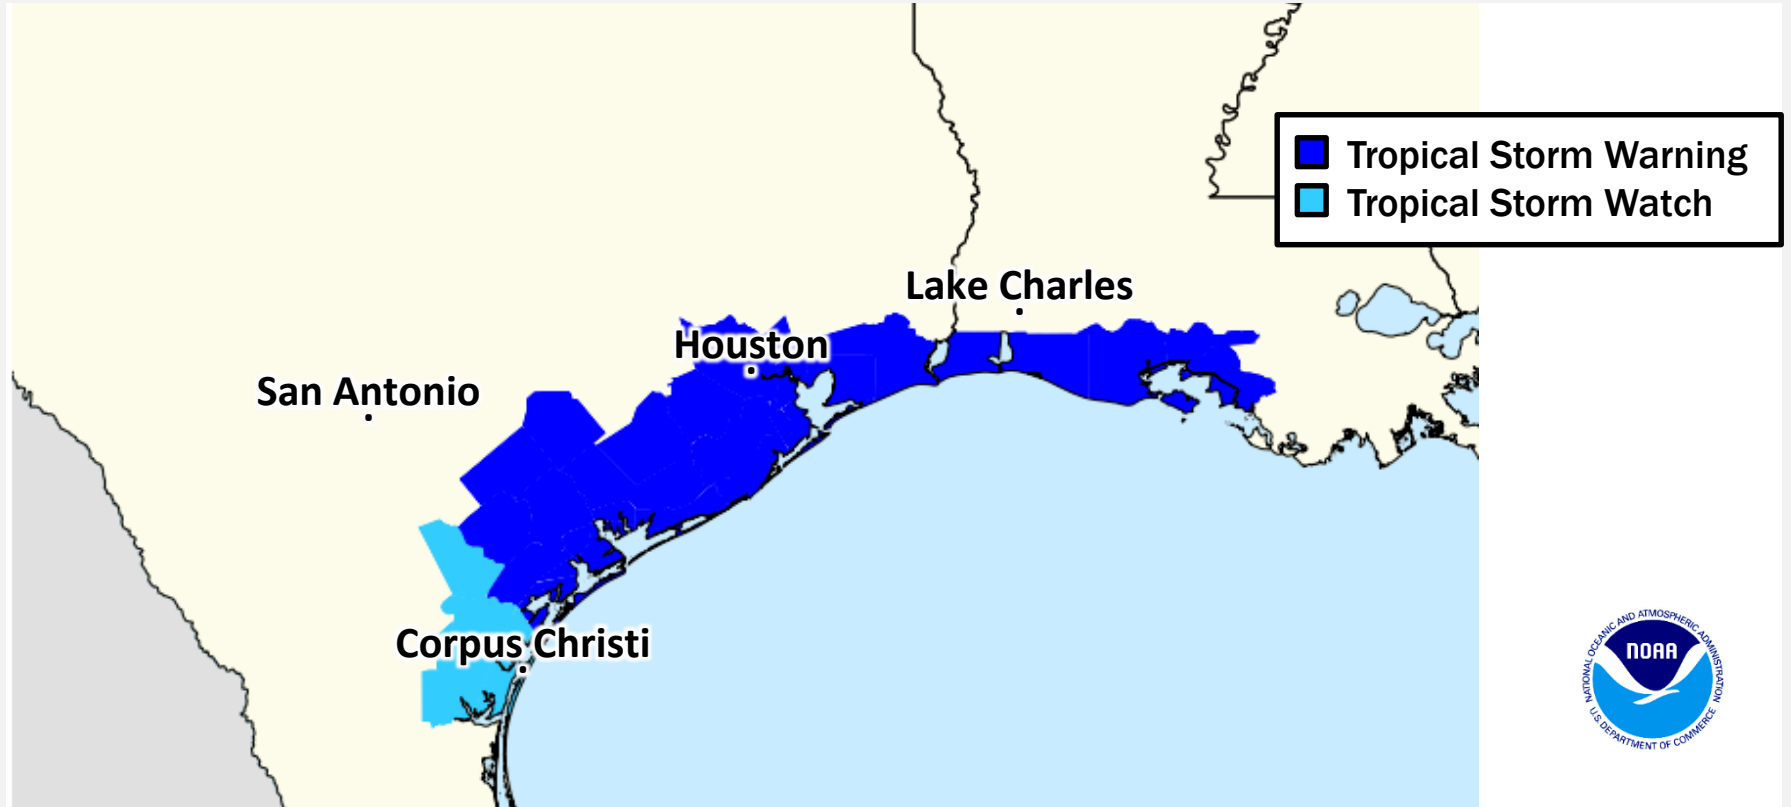 Tropical Storm Warning
Tropical Storm Watch
Lake Charles
Houston
San Antonio
Corpus Christi
NATIONAL OCEANIC AND ATMOSPHERIC ADMINISTRATION
NOAA
U.S. DEPARTMENT OF COMMERCE